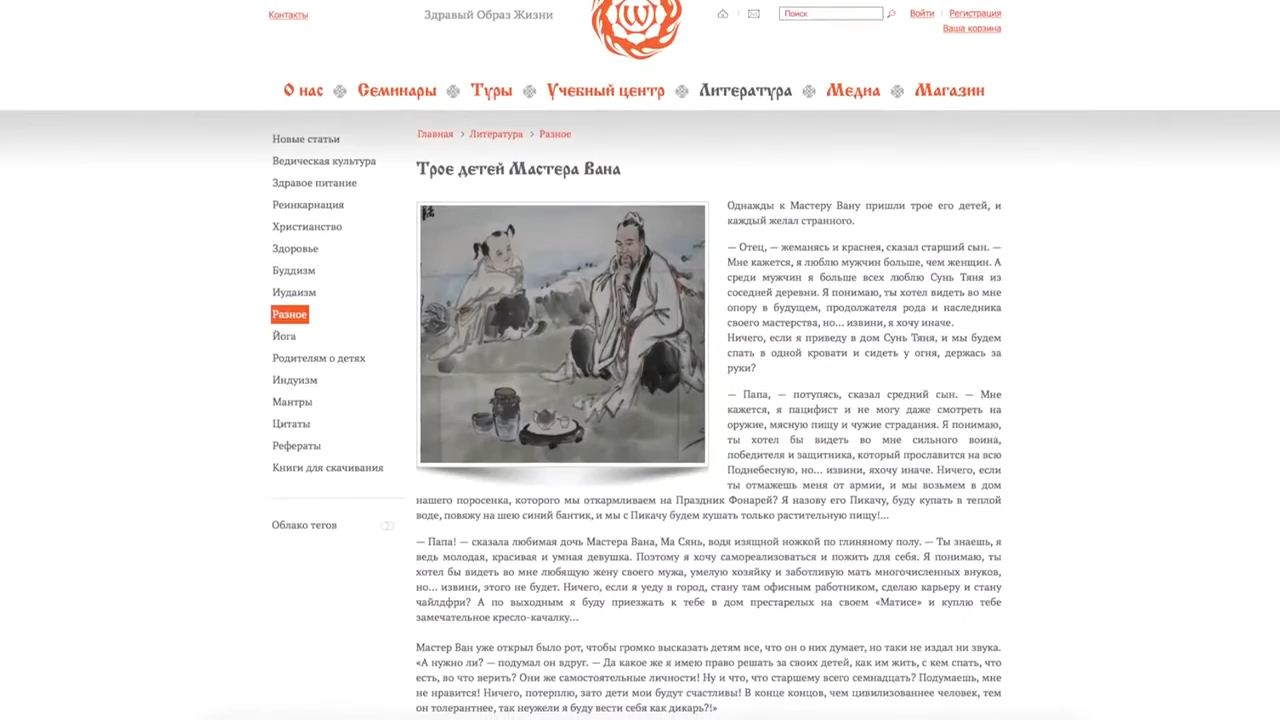 Контакты
Здравый Образ Жизни
Поиск
Войти
Регистрация
Ваша корзина
О нас
Семинары
Туры
Учебный центр
Литература
Медиа
Магазин
Новые статьи
Ведическая культура
Здравое питание
Реинкарнация
Христианство
Здоровье
Буддизм
Иудаизм
Разное
Йога
Родителям о детях
Индуизм
Мантры
Цитаты
Рефераты
Книги для скачивания
Облако тегов
Главная > Литература > Разное
Трое детей Мастера Вана
Однажды к Мастеру Вану пришли трое его детей, и
каждый желал странного.
— Отец, — жеманясь и краснея, сказал старший сын. —
Мне кажется, я люблю мужчин больше, чем женщин. А
среди мужчин я больше всех люблю Сунь Тяня из
соседней деревни. Я понимаю, ты хотел видеть во мне
опору в будущем, продолжателя рода и наследника
своего мастерства, но... извини, я хочу иначе.
Ничего, если я приведу в дом Сунь Тяня, и мы будем
спать в одной кровати и сидеть у огня, держась за
руки?
— Папа, — потупясь, сказал средний сын. — Мне
кажется, я пацифист и не могу даже смотреть на
оружие, мясную пищу и чужие страдания. Я понимаю,
ты хотел бы видеть во мне сильного воина,
победителя и защитника, который прославится на всю
Поднебесную, но... извини, яхочу иначе. Ничего, если
ты отмажешь меня от армии, и мы возьмем в дом
нашего поросенка, которого мы откармливаем на Праздник Фонарей? Я назову его Пикачу, буду купать в теплой
воде, повяжу на шею синий бантик, и мы с Пикачу будем кушать только растительную пищу!...
— Папа! — сказала любимая дочь Мастера Вана, Ма Сянь, водя изящной ножкой по глиняному полу. — Ты знаешь, я
ведь молодая, красивая и умная девушка. Поэтому я хочу самореализоваться и пожить для себя. Я понимаю, ты
хотел бы видеть во мне любящую жену своего мужа, умелую хозяйку и заботливую мать многочисленных внуков,
но... извини, этого не будет. Ничего, если я уеду в город, стану там офисным работником, сделаю карьеру и стану
чайлдфри? А по выходным я буду приезжать к тебе в дом престарелых на своем «Матисе» и куплю тебе
замечательное кресло-качалку...
Мастер Ван уже открыл было рот, чтобы громко высказать детям все, что он о них думает, но таки не издал ни звука.
«А нужно ли? — подумал он вдруг. — Да какое же я имею право решать за своих детей, как им жить, с кем спать, что
есть, во что верить? Они же самостоятельные личности! Ну и что, что старшему всего семнадцать? Подумаешь, мне
не нравится! Ничего, потерплю, зато дети мои будут счастливы! В конце концов, чем цивилизованнее человек, тем
он толерантнее, так неужели я буду вести себя как дикарь?!»